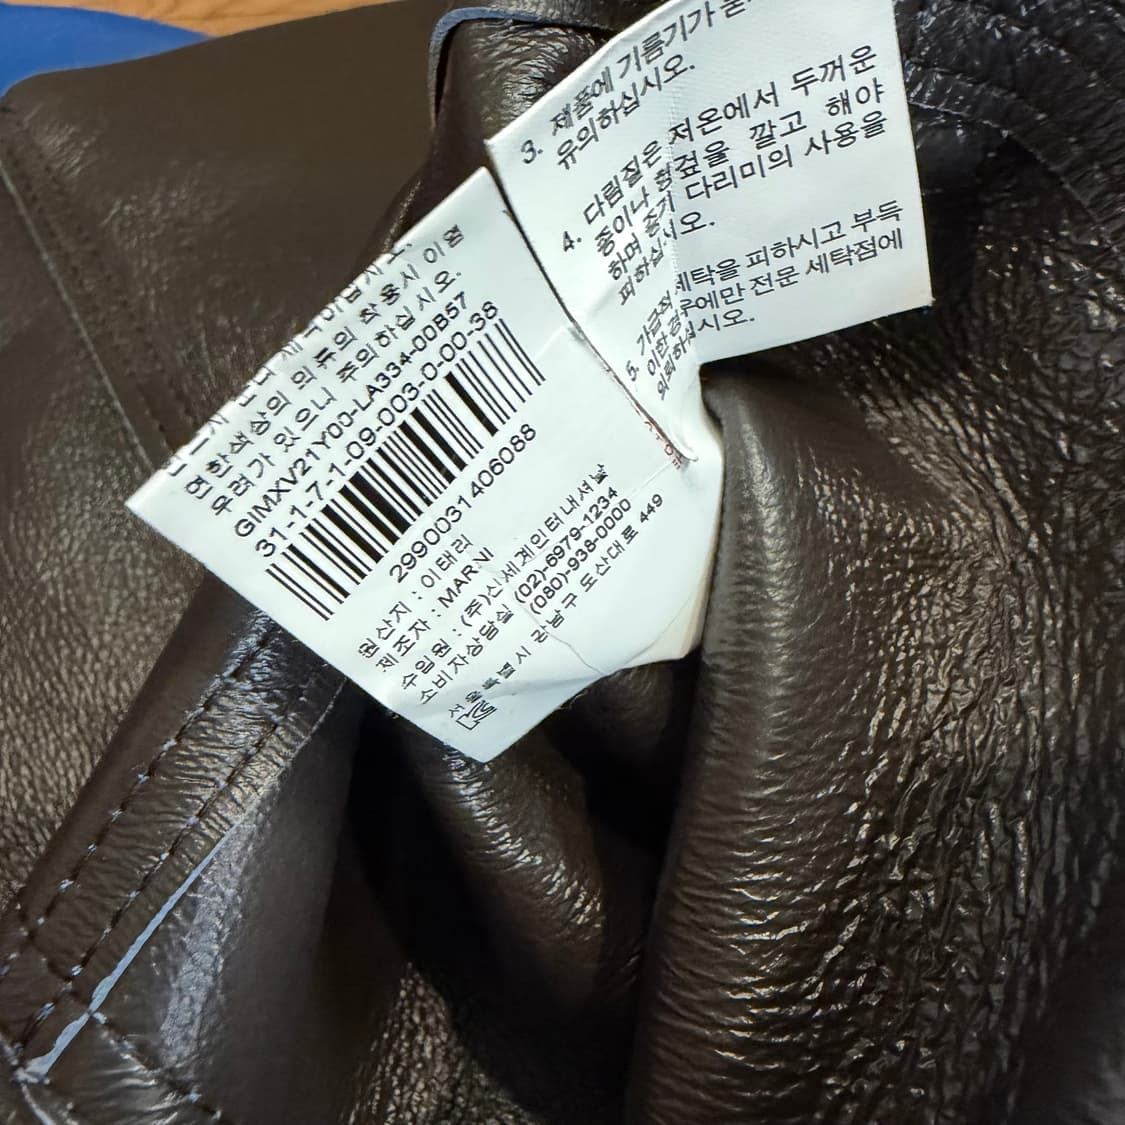 3. 제품에 기름기가
유의하십시오.
4. 다림질은 저온에서 두꺼운
종이나 헝겊을 깔고 해야
하며 증기 다리미의 사용을
피하십시오.
5. 가급적 세탁을 피하시고 부득
이한 경우에만 전문 세탁점에
의뢰하십시오.
연한색상의 의류의 착용시 이염
우려가 있으니 주의하십시오.
GIMXV21Y00-LA334-00B57
31-1-7-1-09-003-0-00-38
2990031406088
원산지 : 이태리
제조자 : MARNI
수입원 : (주)신세계인터내셔날
소비자상담실 (02)-6979-1234
(080)-938-0000
서울특별시 강남구 도산대로 449